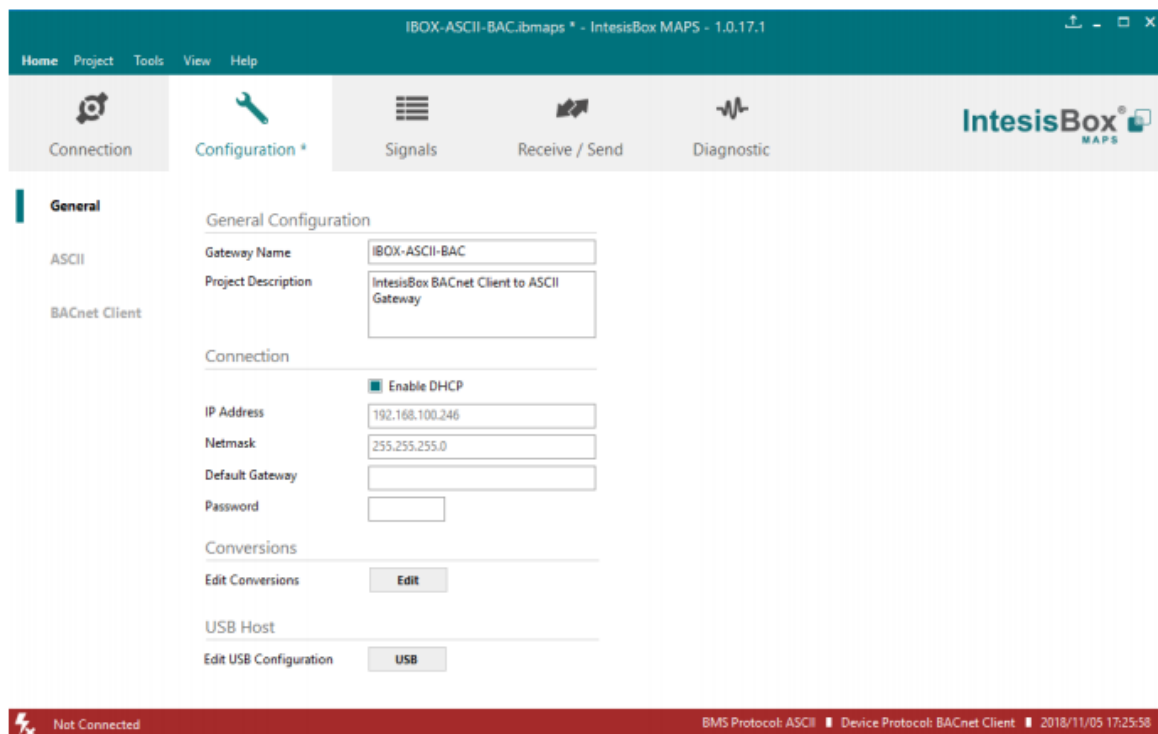 IBOX-ASCII-BAC.ibmaps * - IntesisBox MAPS - 1.0.17.1
Home Project Tools View Help
Connection Configuration * Signals Receive / Send Diagnostic
IntesisBox®
MAPS
General
ASCII
BACnet Client
General Configuration
Gateway Name IBOX-ASCII-BAC
Project Description IntesisBox BACnet Client to ASCII
Gateway
Connection
Enable DHCP
IP Address 192.168.100.246
Netmask 255.255.255.0
Default Gateway
Password
Conversions
Edit Conversions Edit
USB Host
Edit USB Configuration USB
Not Connected BMS Protocol: ASCII Device Protocol: BACnet Client 2018/11/05 17:25:58